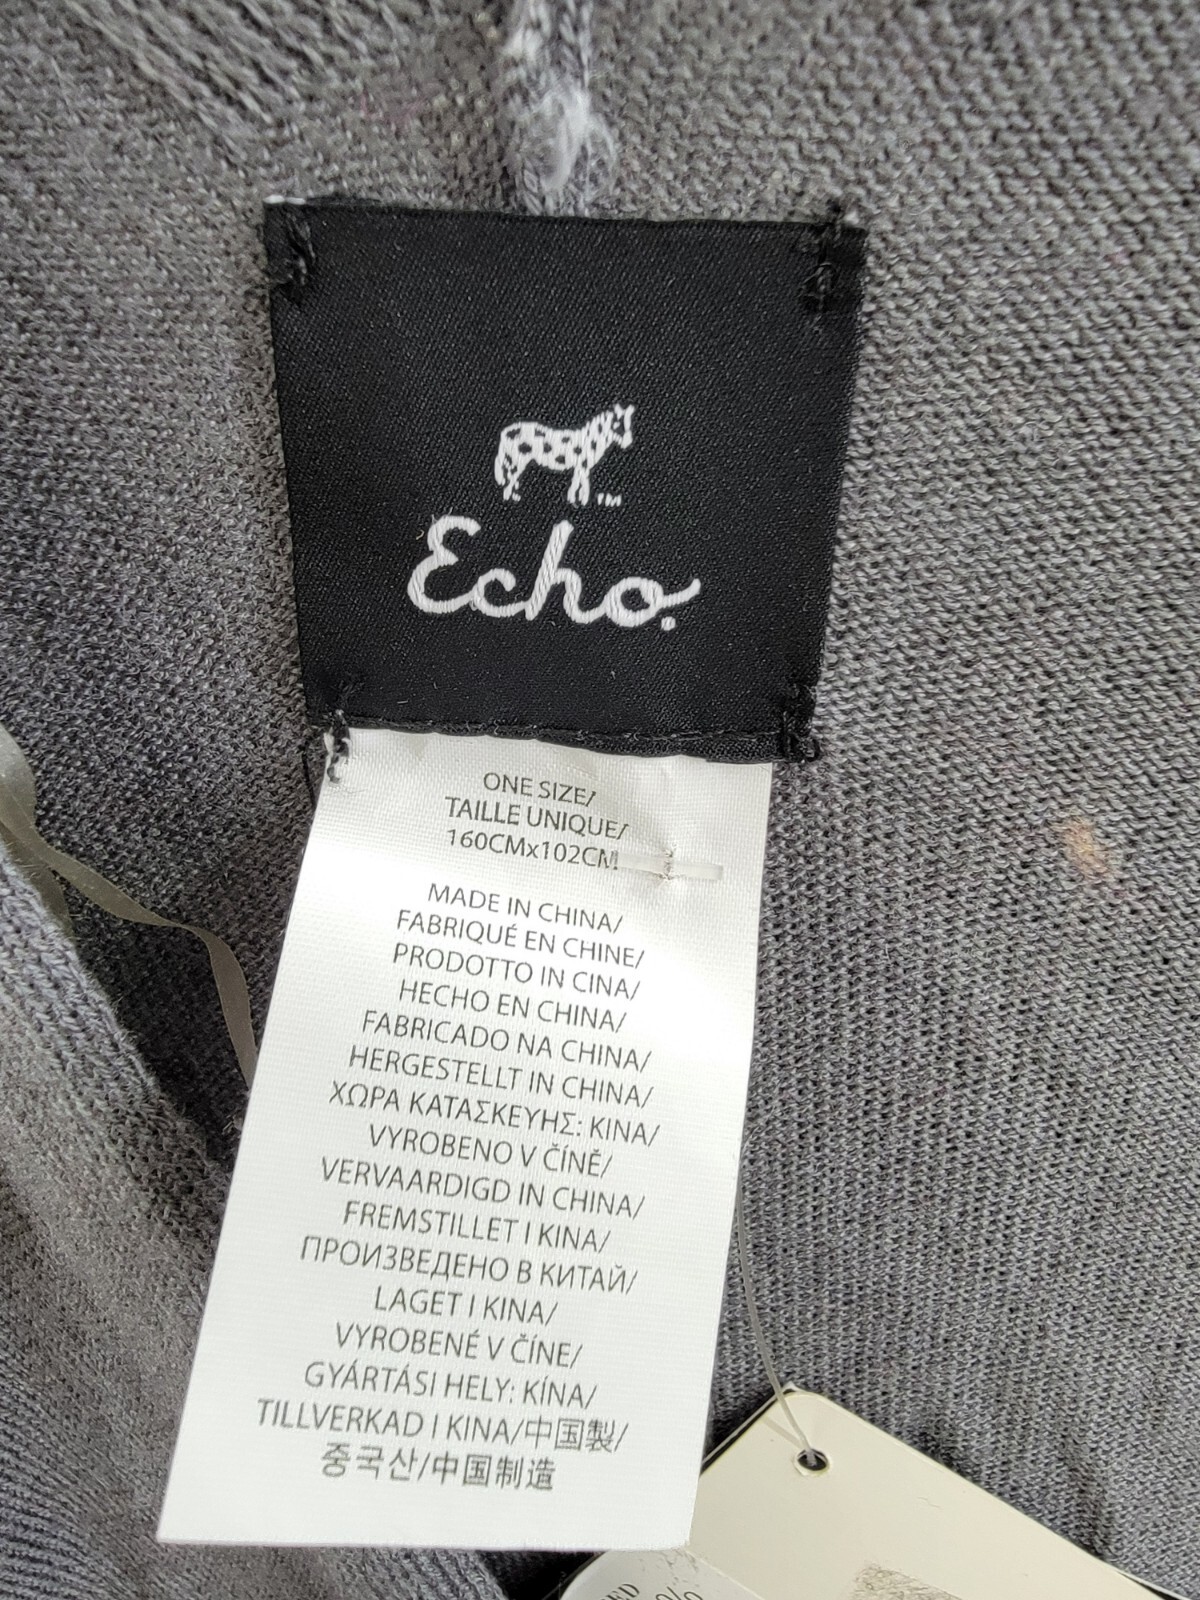 TM
Echo.
ONE SIZE/
TAILLE UNIQUE/
160CMx102CM
MADE IN CHINA/
FABRIQUÉ EN CHINE/
PRODOTTO IN CINA/
HECHO EN CHINA/
FABRICADO NA CHINA/
HERGESTELLT IN CHINA/
ΧΩΡΑ ΚΑΤΑΣΚΕΥΗΣ: ΚΙΝΑ/
VYROBENO V ČÍNĚ/
VERVAARDIGD IN CHINA/
FREMSTILLET I KINA/
ПРОИЗВЕДЕНО В КИТАЙ/
LAGET I KINA/
VYROBENÉ V ČÍNE/
GYÁRTÁSI HELY: KÍNA/
TILLVERKAD I KINA/中国製/
중국산/中国制造